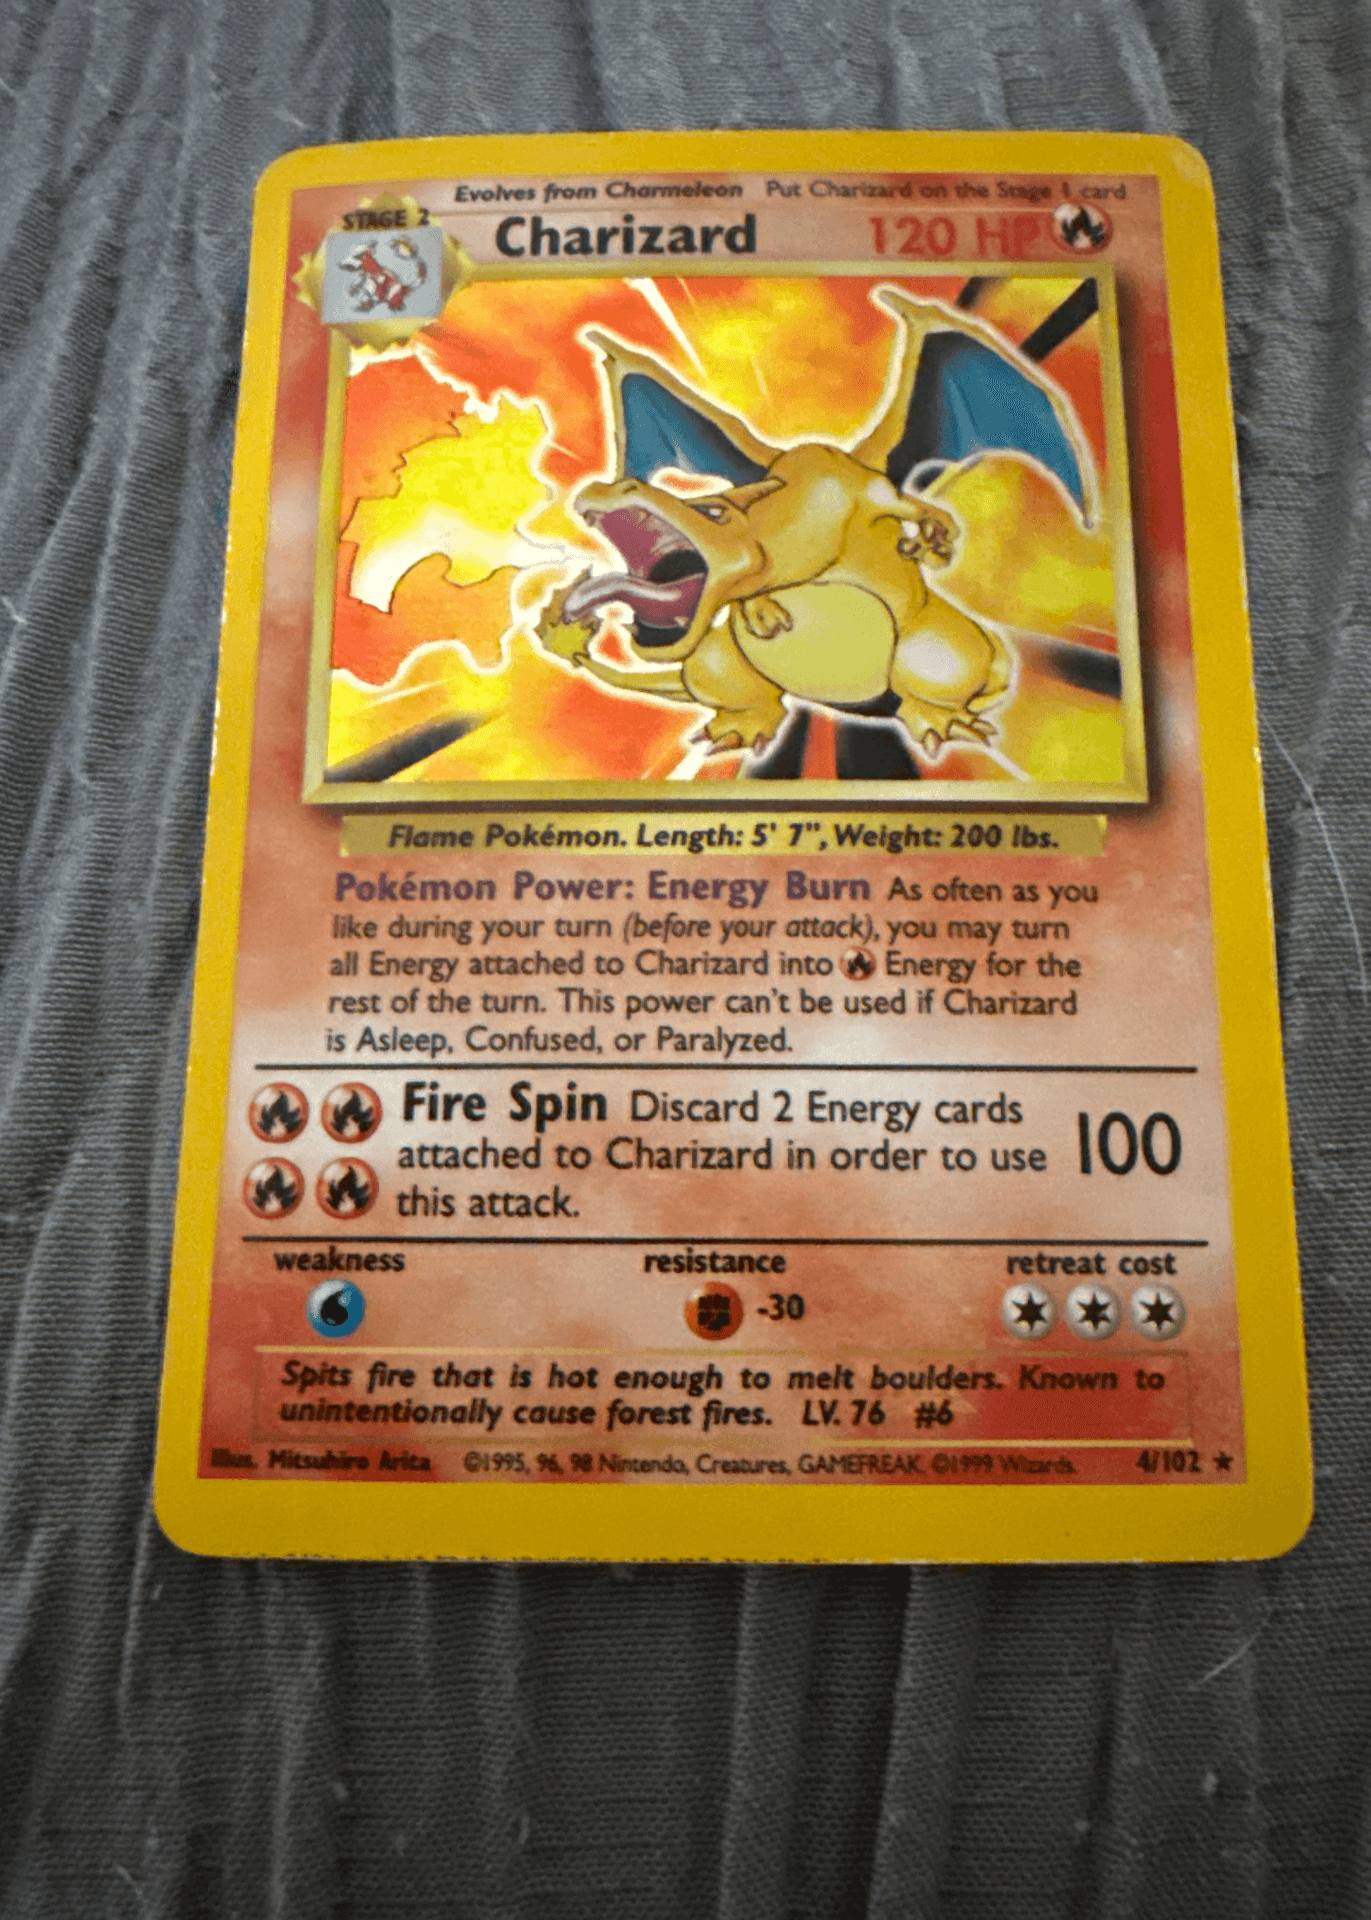 Evolves from Charmeleon Put Charizard on the Stage 1 card
STAGE 2
Charizard 120 HP
Flame Pokémon. Length: 5' 7", Weight: 200 lbs.
Pokémon Power: Energy Burn As often as you
like during your turn (before your attack), you may turn
all Energy attached to Charizard into Energy for the
rest of the turn. This power can't be used if Charizard
is Asleep, Confused, or Paralyzed.
Fire Spin Discard 2 Energy cards
attached to Charizard in order to use 100
this attack.
weakness resistance retreat cost
-30
Spits fire that is hot enough to melt boulders. Known to
unintentionally cause forest fires. LV. 76 #6
Illus. Mitsuhiro Arita ©1995, 96, 98 Nintendo, Creatures, GAMEFREAK. ©1999 Wizards. 4/102 ★